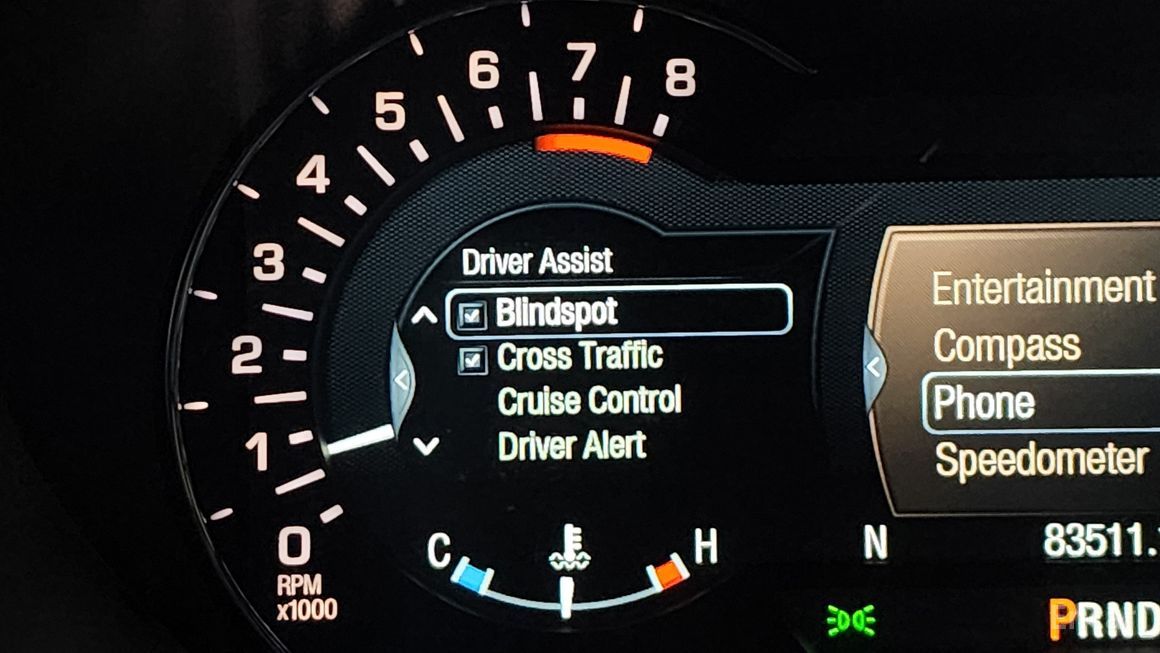 8
7
6
5
4
3
2
1
0
RPM
x1000
Driver Assist
Blindspot
Cross Traffic
Cruise Control
Driver Alert
C
H
Entertainment
Compass
Phone
Speedometer
N
83511.
PRND